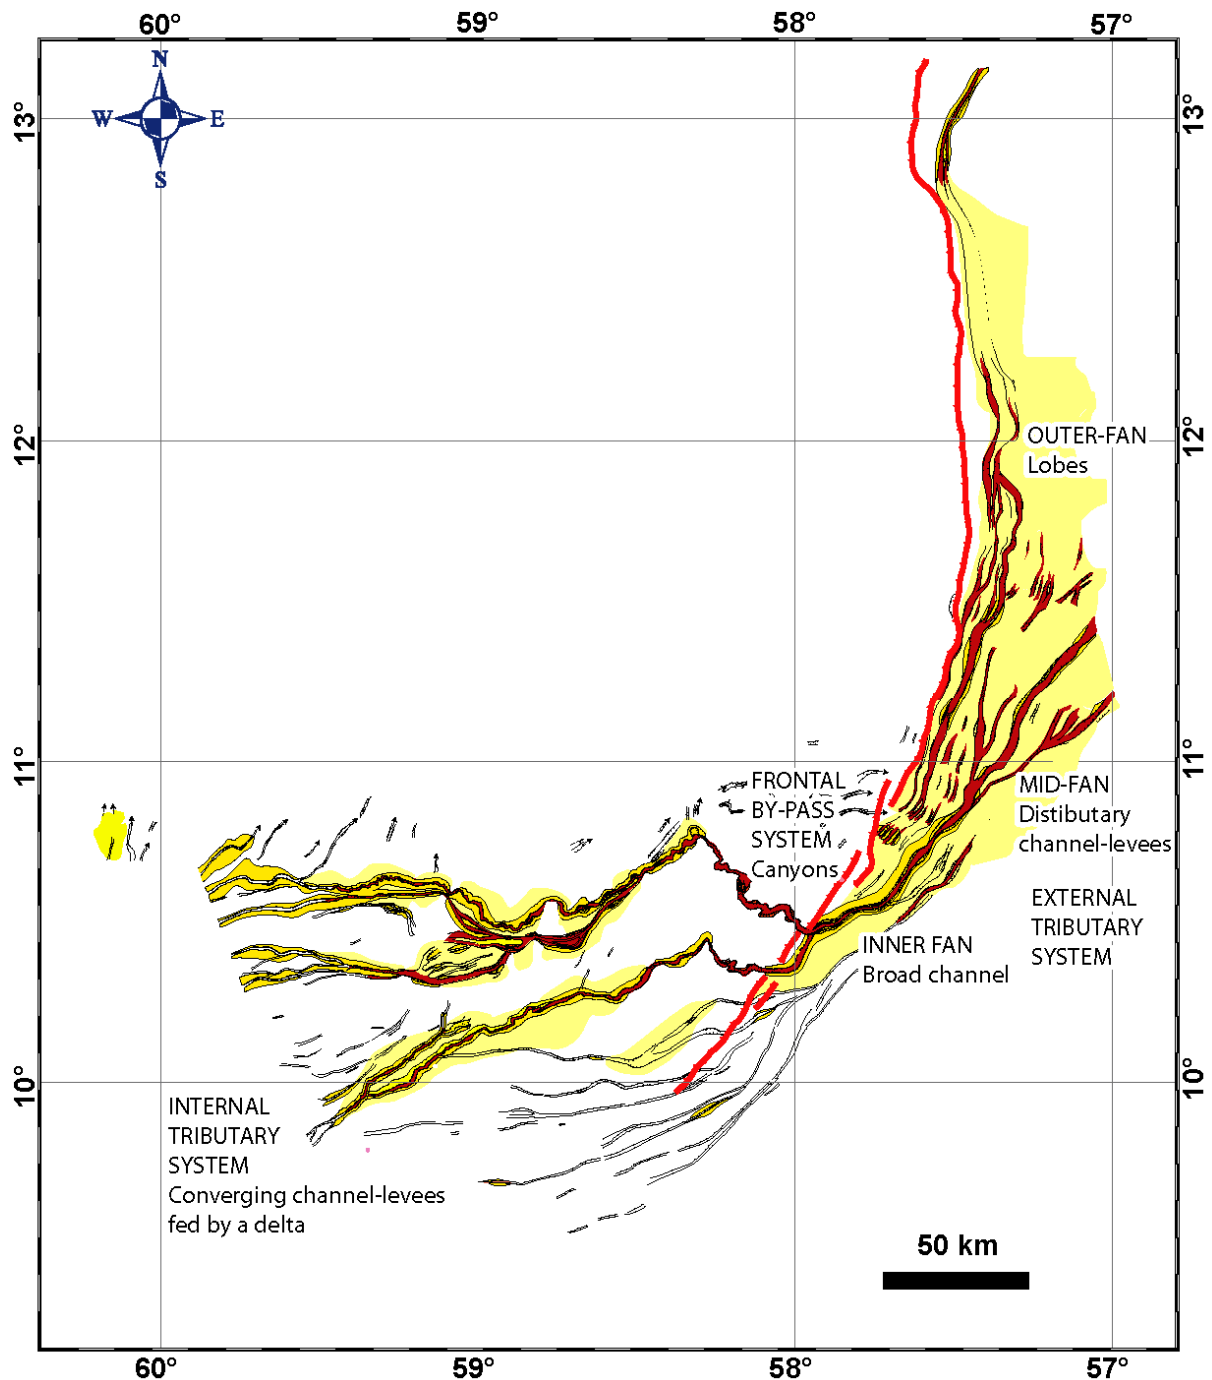 60°
59°
58°
57°
N
W
E
S
13°
13°
12°
12°
OUTER-FAN
Lobes
11°
11°
FRONTAL
BY-PASS
SYSTEM
Canyons
MID-FAN
Distibutary
channel-levees
EXTERNAL
TRIBUTARY
SYSTEM
INNER FAN
Broad channel
10°
10°
INTERNAL
TRIBUTARY
SYSTEM
Converging channel-levees
fed by a delta
50 km
60°
59°
58°
57°